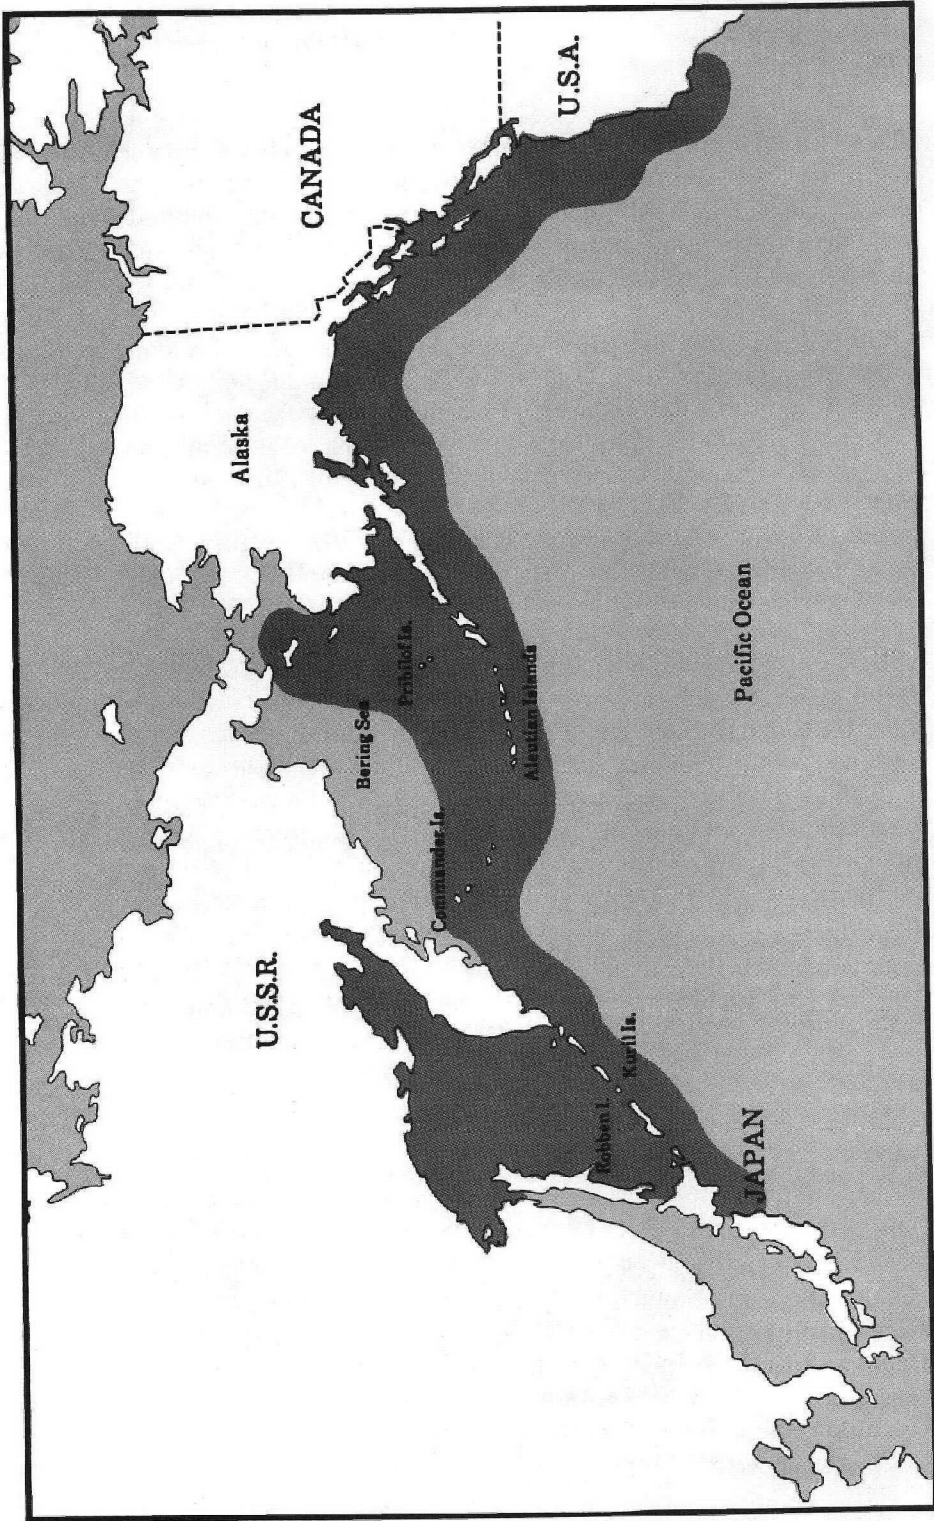 U.S.S.R.
Alaska
CANADA
U.S.A.
Bering Sea
Pribilof Is.
Commander Is.
Aleutian Islands
Robben I.
Kuril Is.
JAPAN
Pacific Ocean